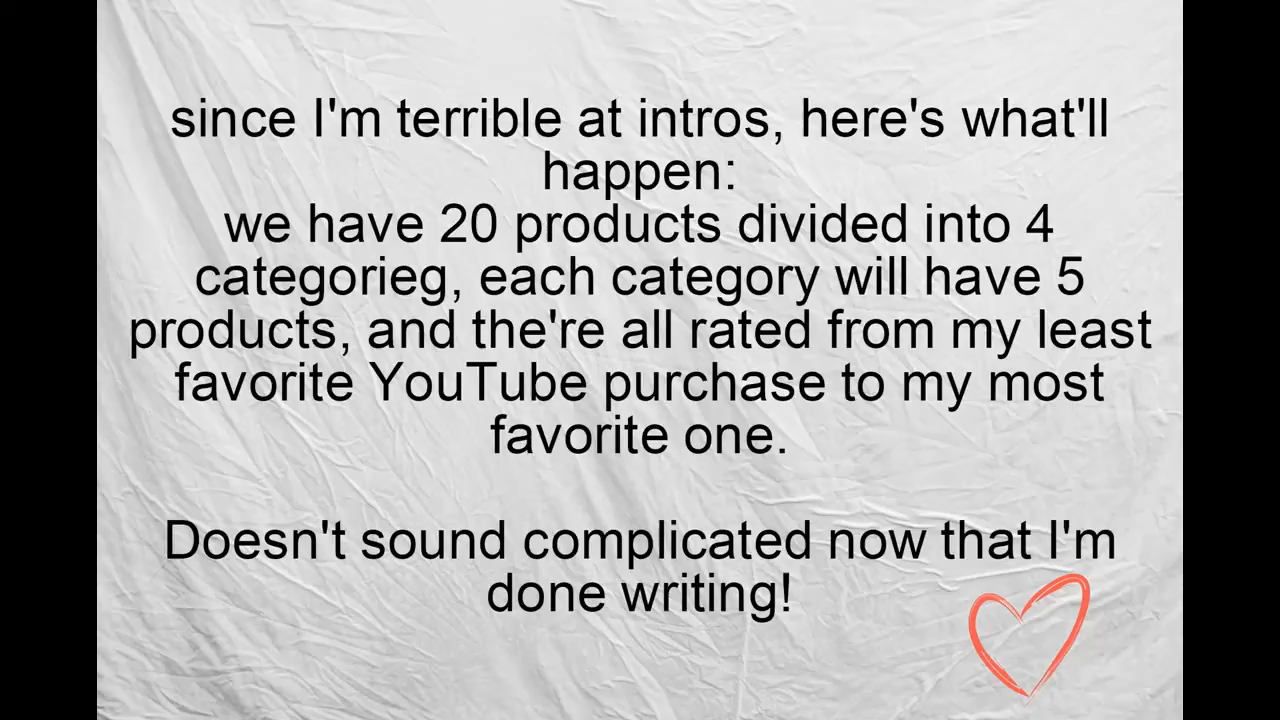 since I'm terrible at intros, here's what'll
happen:
we have 20 products divided into 4
categorieg, each category will have 5
products, and the're all rated from my least
favorite YouTube purchase to my most
favorite one.
Doesn't sound complicated now that I'm
done writing!